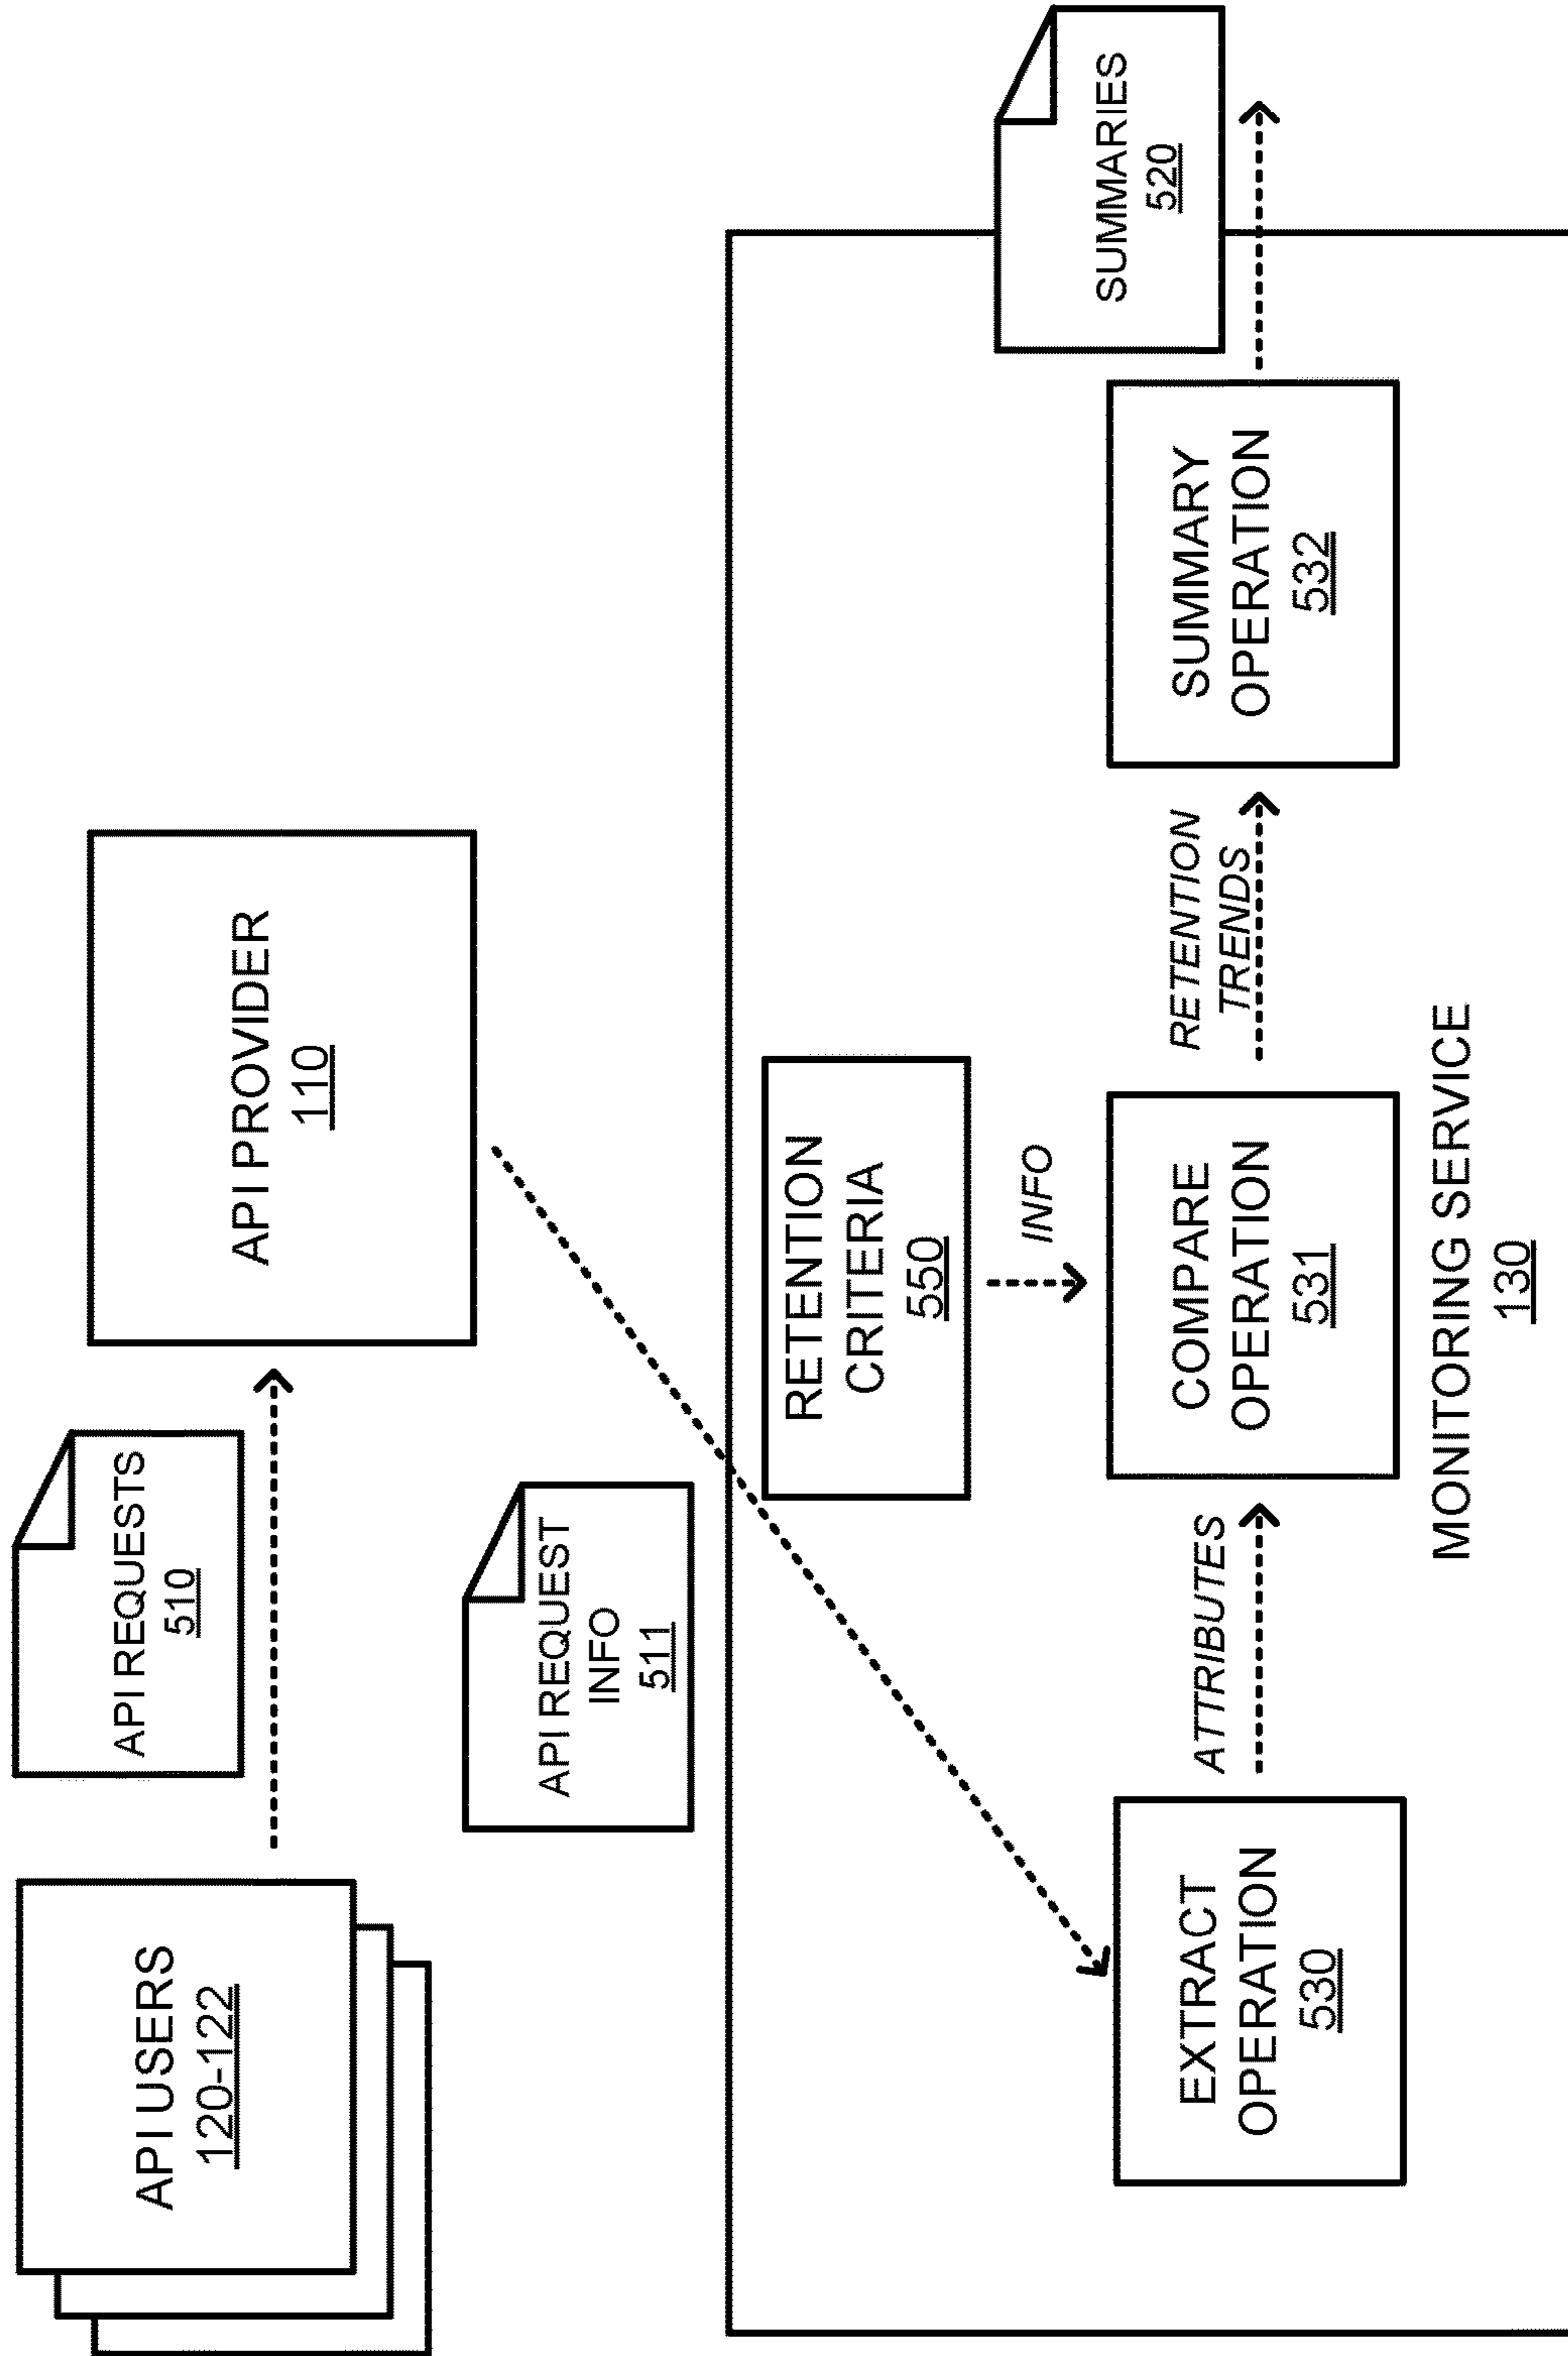 API USERS
120-122
API REQUESTS
510
API PROVIDER
110
API REQUEST
INFO
511
RETENTION
CRITERIA
550
INFO
EXTRACT
OPERATION
530
ATTRIBUTES
COMPARE
OPERATION
531
RETENTION
TRENDS
SUMMARY
OPERATION
532
SUMMARIES
520
MONITORING SERVICE
130